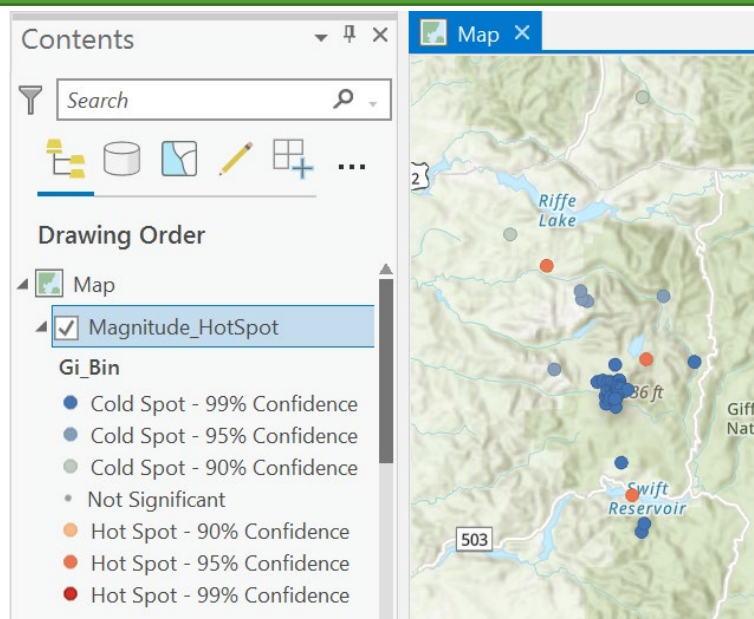 Contents
Search
Drawing Order
Map
Magnitude_HotSpot
Gi_Bin
Cold Spot - 99% Confidence
Cold Spot - 95% Confidence
Cold Spot - 90% Confidence
Not Significant
Hot Spot - 90% Confidence
Hot Spot - 95% Confidence
Hot Spot - 99% Confidence
Map
2
Riffe
Lake
36 ft
Giff
Nat
Swift
Reservoir
503